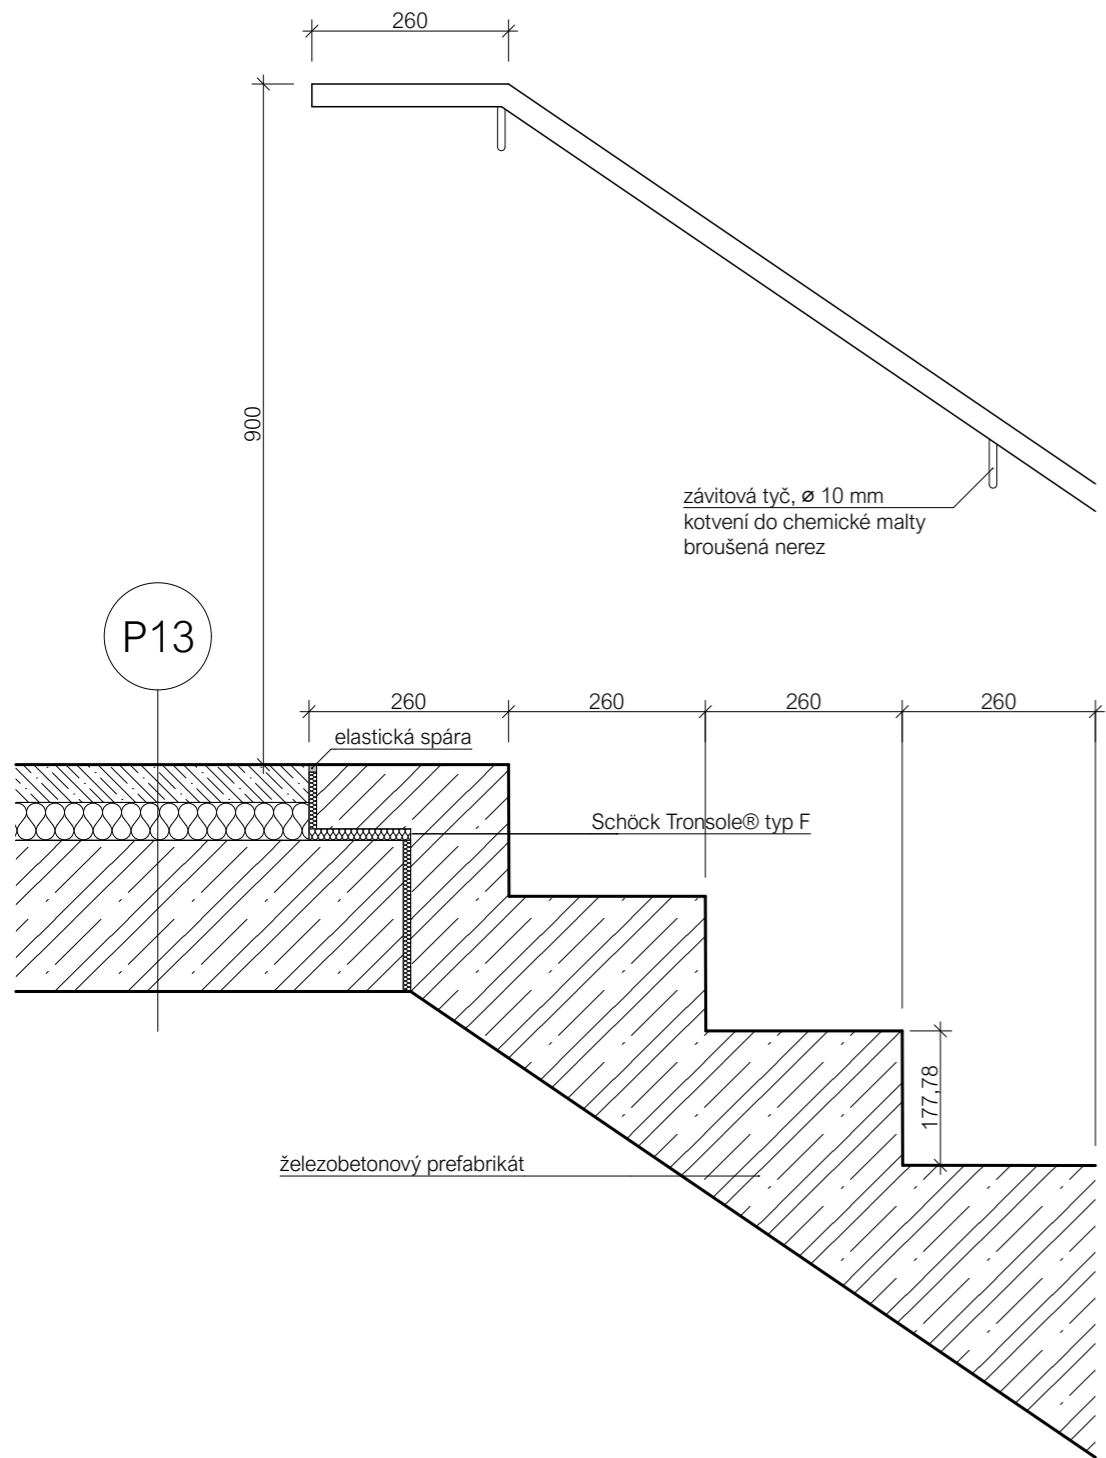 260
900
závitová tyč, ø 10 mm
kotvení do chemické malty
broušená nerez
P13
260
260
260
260
elastická spára
Schöck Tronsole® typ F
177,78
železobetonový prefabrikát